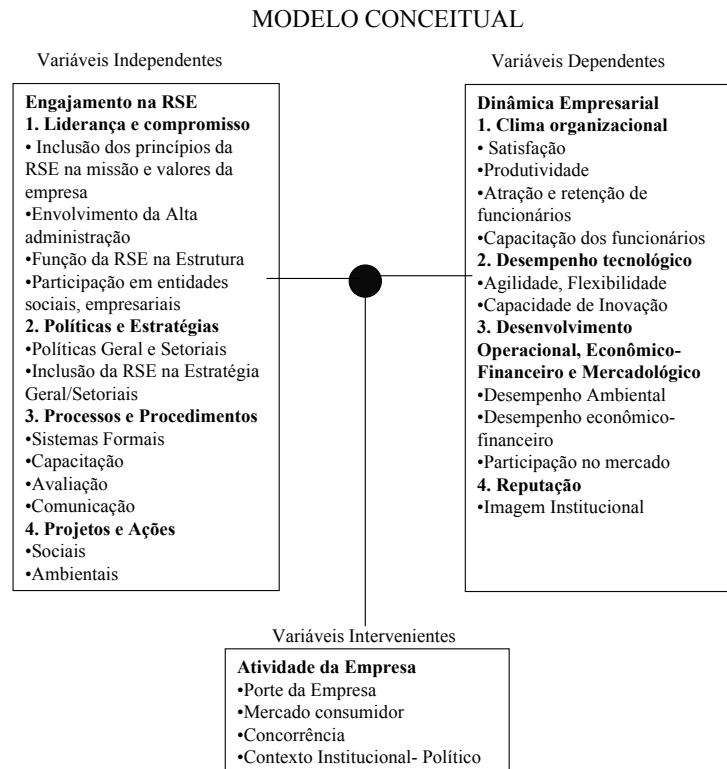 MODELO CONCEITUAL
Variáveis Independentes
Engajamento na RSE
1. Liderança e compromisso
• Inclusão dos princípios da
RSE na missão e valores da
empresa
•Envolvimento da Alta
administração
•Função da RSE na Estrutura
•Participação em entidades
sociais, empresariais
2. Políticas e Estratégias
•Políticas Geral e Setoriais
•Inclusão da RSE na Estratégia
Geral/Setoriais
3. Processos e Procedimentos
•Sistemas Formais
•Capacitação
•Avaliação
•Comunicação
4. Projetos e Ações
•Sociais
•Ambientais
Variáveis Dependentes
Dinâmica Empresarial
1. Clima organizacional
• Satisfação
•Produtividade
•Atração e retenção de
funcionários
•Capacitação dos funcionários
2. Desempenho tecnológico
•Agilidade, Flexibilidade
•Capacidade de Inovação
3. Desenvolvimento
Operacional, Econômico-
Financeiro e Mercadológico
•Desempenho Ambiental
•Desempenho econômico-
financeiro
•Participação no mercado
4. Reputação
•Imagem Institucional
Variáveis Intervenientes
Atividade da Empresa
•Porte da Empresa
•Mercado consumidor
•Concorrência
•Contexto Institucional- Político